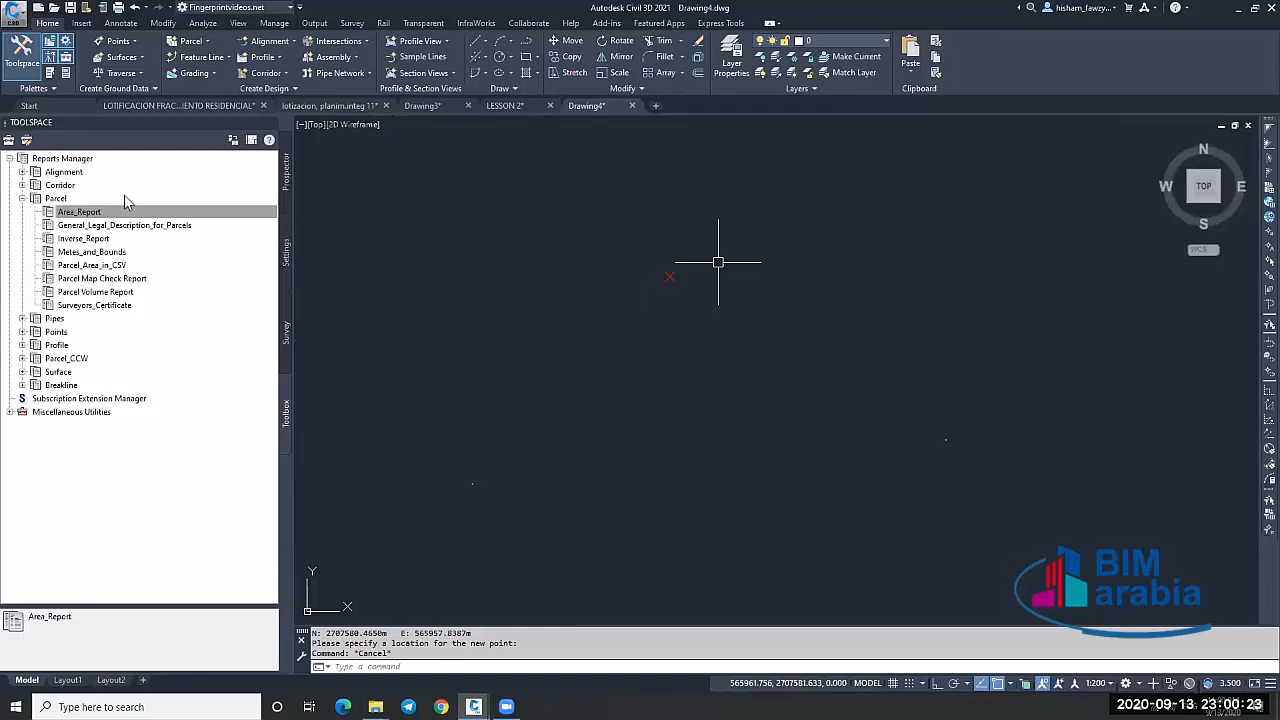 Fingerprintvideos.net
Autodesk Civil 3D 2021 Drawing4.dwg
hisham_fawzy...
Home Insert Annotate Modify Analyze View Manage Output Survey Rail Transparent InfraWorks Collaborate Help Add-ins Featured Apps Express Tools
Points Parcel Alignment Intersections Profile View Move Rotate Trim 0
Toolspace Surfaces Feature Line Profile Assembly Sample Lines Copy Mirror Fillet Layer Properties Make Current Paste
Traverse Grading Corridor Pipe Network Section Views Stretch Scale Array Match Layer
Palettes Create Ground Data Create Design Profile & Section Views Draw Modify Layers Clipboard
Start LOTIFICACION FRAC...IENTO RESIDENCIAL* lotizacion, planim.integ 11* Drawing3* LESSON 2* Drawing4*
TOOLSPACE
[−][Top][2D Wireframe]
Reports Manager
Alignment
Corridor
Parcel
Area_Report
General_Legal_Description_for_Parcels
Inverse_Report
Metes_and_Bounds
Parcel_Area_in_CSV
Parcel Map Check Report
Parcel Volume Report
Surveyors_Certificate
Pipes
Points
Profile
Parcel_CCW
Surface
Breakline
Subscription Extension Manager
Miscellaneous Utilities
Prospector
Settings
Survey
Toolbox
N
W TOP E
S
WCS
Y
X
BIM
arabia
Area_Report
N: 2707580.4650m E: 565957.8387m
Please specify a location for the new point:
Command: *Cancel*
Type a command
Model Layout1 Layout2 +
565961.756, 2707581.633, 0.000 MODEL 1:200 3.500
Type here to search
2020-09-13 23:00:23